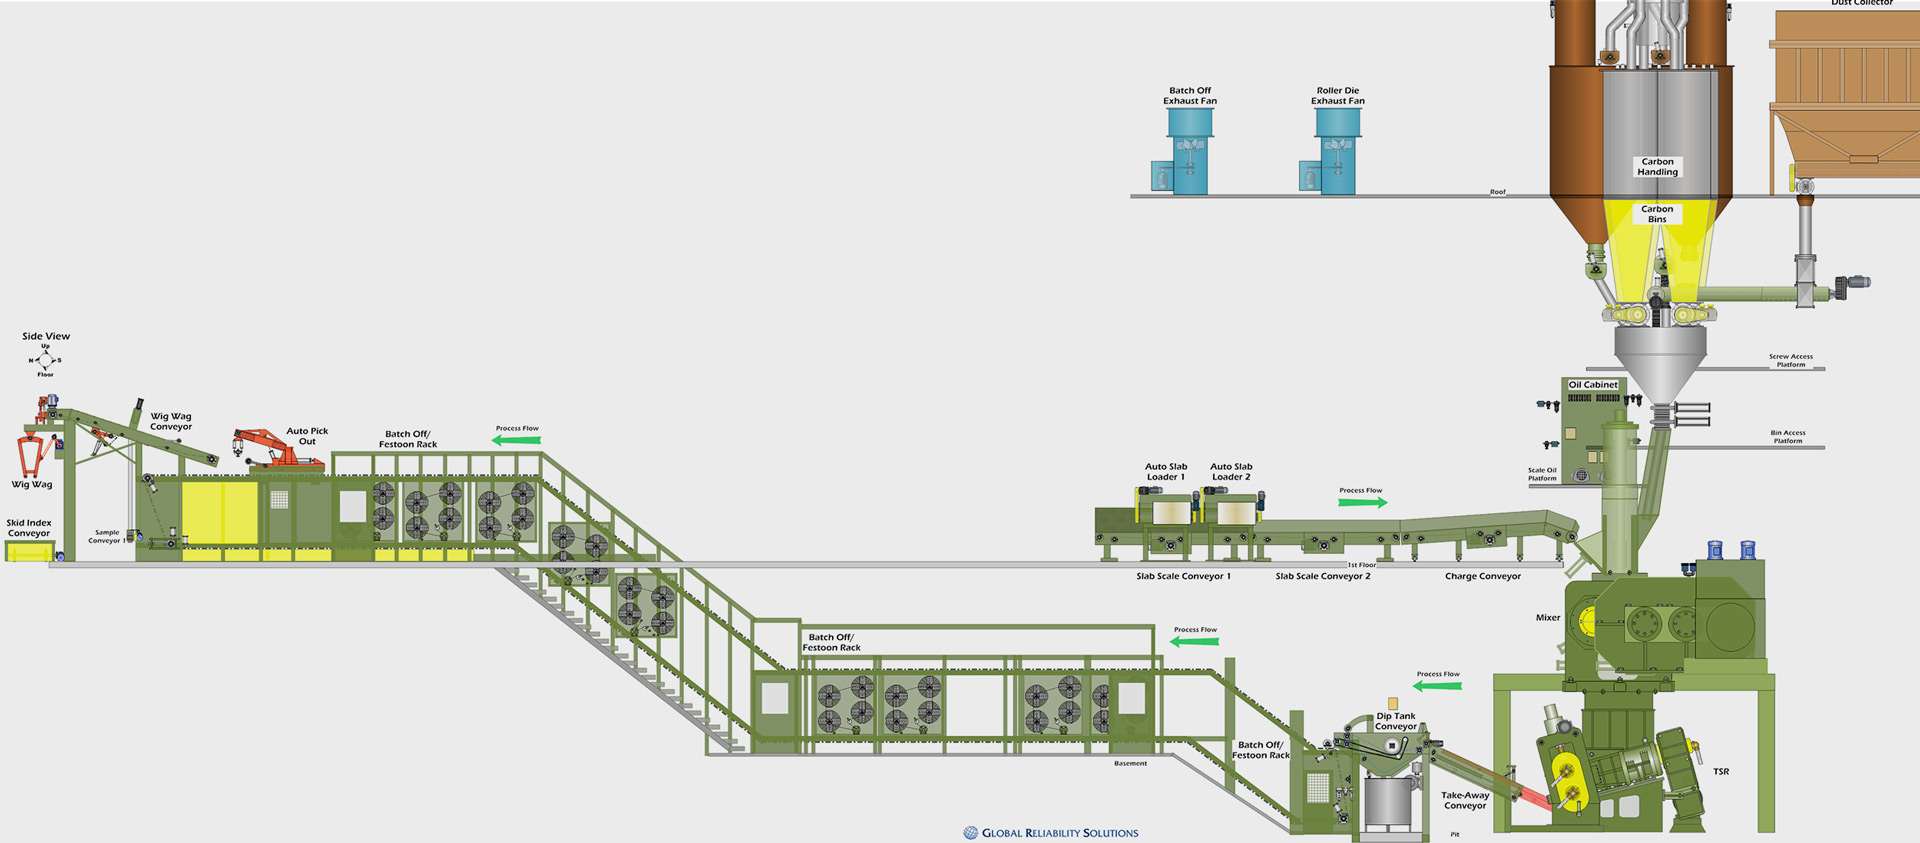 Dust Collector
Batch Off
Exhaust Fan
Roller Die
Exhaust Fan
Carbon
Handling
Roof
Carbon
Bins
Side View
Up
N S
Floor
Screw Access
Platform
Oil Cabinet
Wig Wag
Conveyor
Auto Pick
Out
Batch Off/
Festoon Rack
Process Flow
Bin Access
Platform
Wig Wag
Auto Slab
Loader 1
Auto Slab
Loader 2
Process Flow
Scale Oil
Platform
Skid Index
Conveyor
Sample
Conveyor 1
1st Floor
Slab Scale Conveyor 1
Slab Scale Conveyor 2
Charge Conveyor
Mixer
Batch Off/
Festoon Rack
Process Flow
Process Flow
Dip Tank
Conveyor
Batch Off/
Festoon Rack
Basement
TSR
Take-Away
Conveyor
Pit
GLOBAL RELIABILITY SOLUTIONS